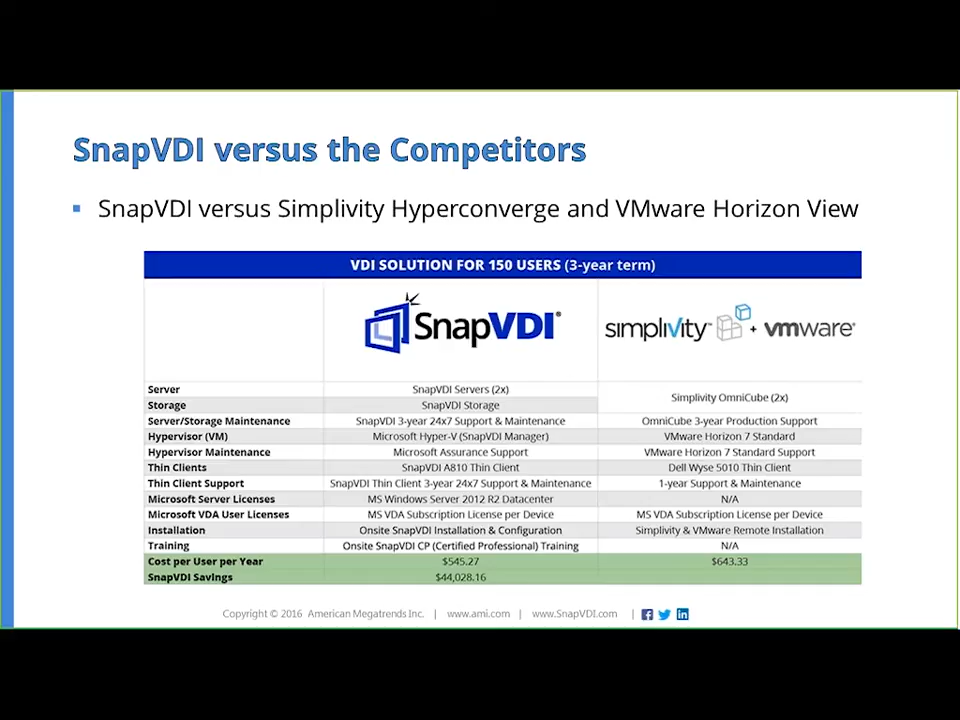 SnapVDI versus the Competitors
▪ SnapVDI versus Simplivity Hyperconverge and VMware Horizon View
VDI SOLUTION FOR 150 USERS (3-year term)
SnapVDI® simplivity™ + vmware®
Server SnapVDI Servers (2x) Simplivity OmniCube (2x)
Storage SnapVDI Storage
Server/Storage Maintenance SnapVDI 3-year 24x7 Support & Maintenance OmniCube 3-year Production Support
Hypervisor (VM) Microsoft Hyper-V (SnapVDI Manager) VMware Horizon 7 Standard
Hypervisor Maintenance Microsoft Assurance Support VMware Horizon 7 Standard Support
Thin Clients SnapVDI A810 Thin Client Dell Wyse 5010 Thin Client
Thin Client Support SnapVDI Thin Client 3-year 24x7 Support & Maintenance 1-year Support & Maintenance
Microsoft Server Licenses MS Windows Server 2012 R2 Datacenter N/A
Microsoft VDA User Licenses MS VDA Subscription License per Device MS VDA Subscription License per Device
Installation Onsite SnapVDI Installation & Configuration Simplivity & VMware Remote Installation
Training Onsite SnapVDI CP (Certified Professional) Training N/A
Cost per User per Year $545.27 $643.33
SnapVDI Savings $44,028.16
Copyright © 2016 American Megatrends Inc. | www.ami.com | www.SnapVDI.com |